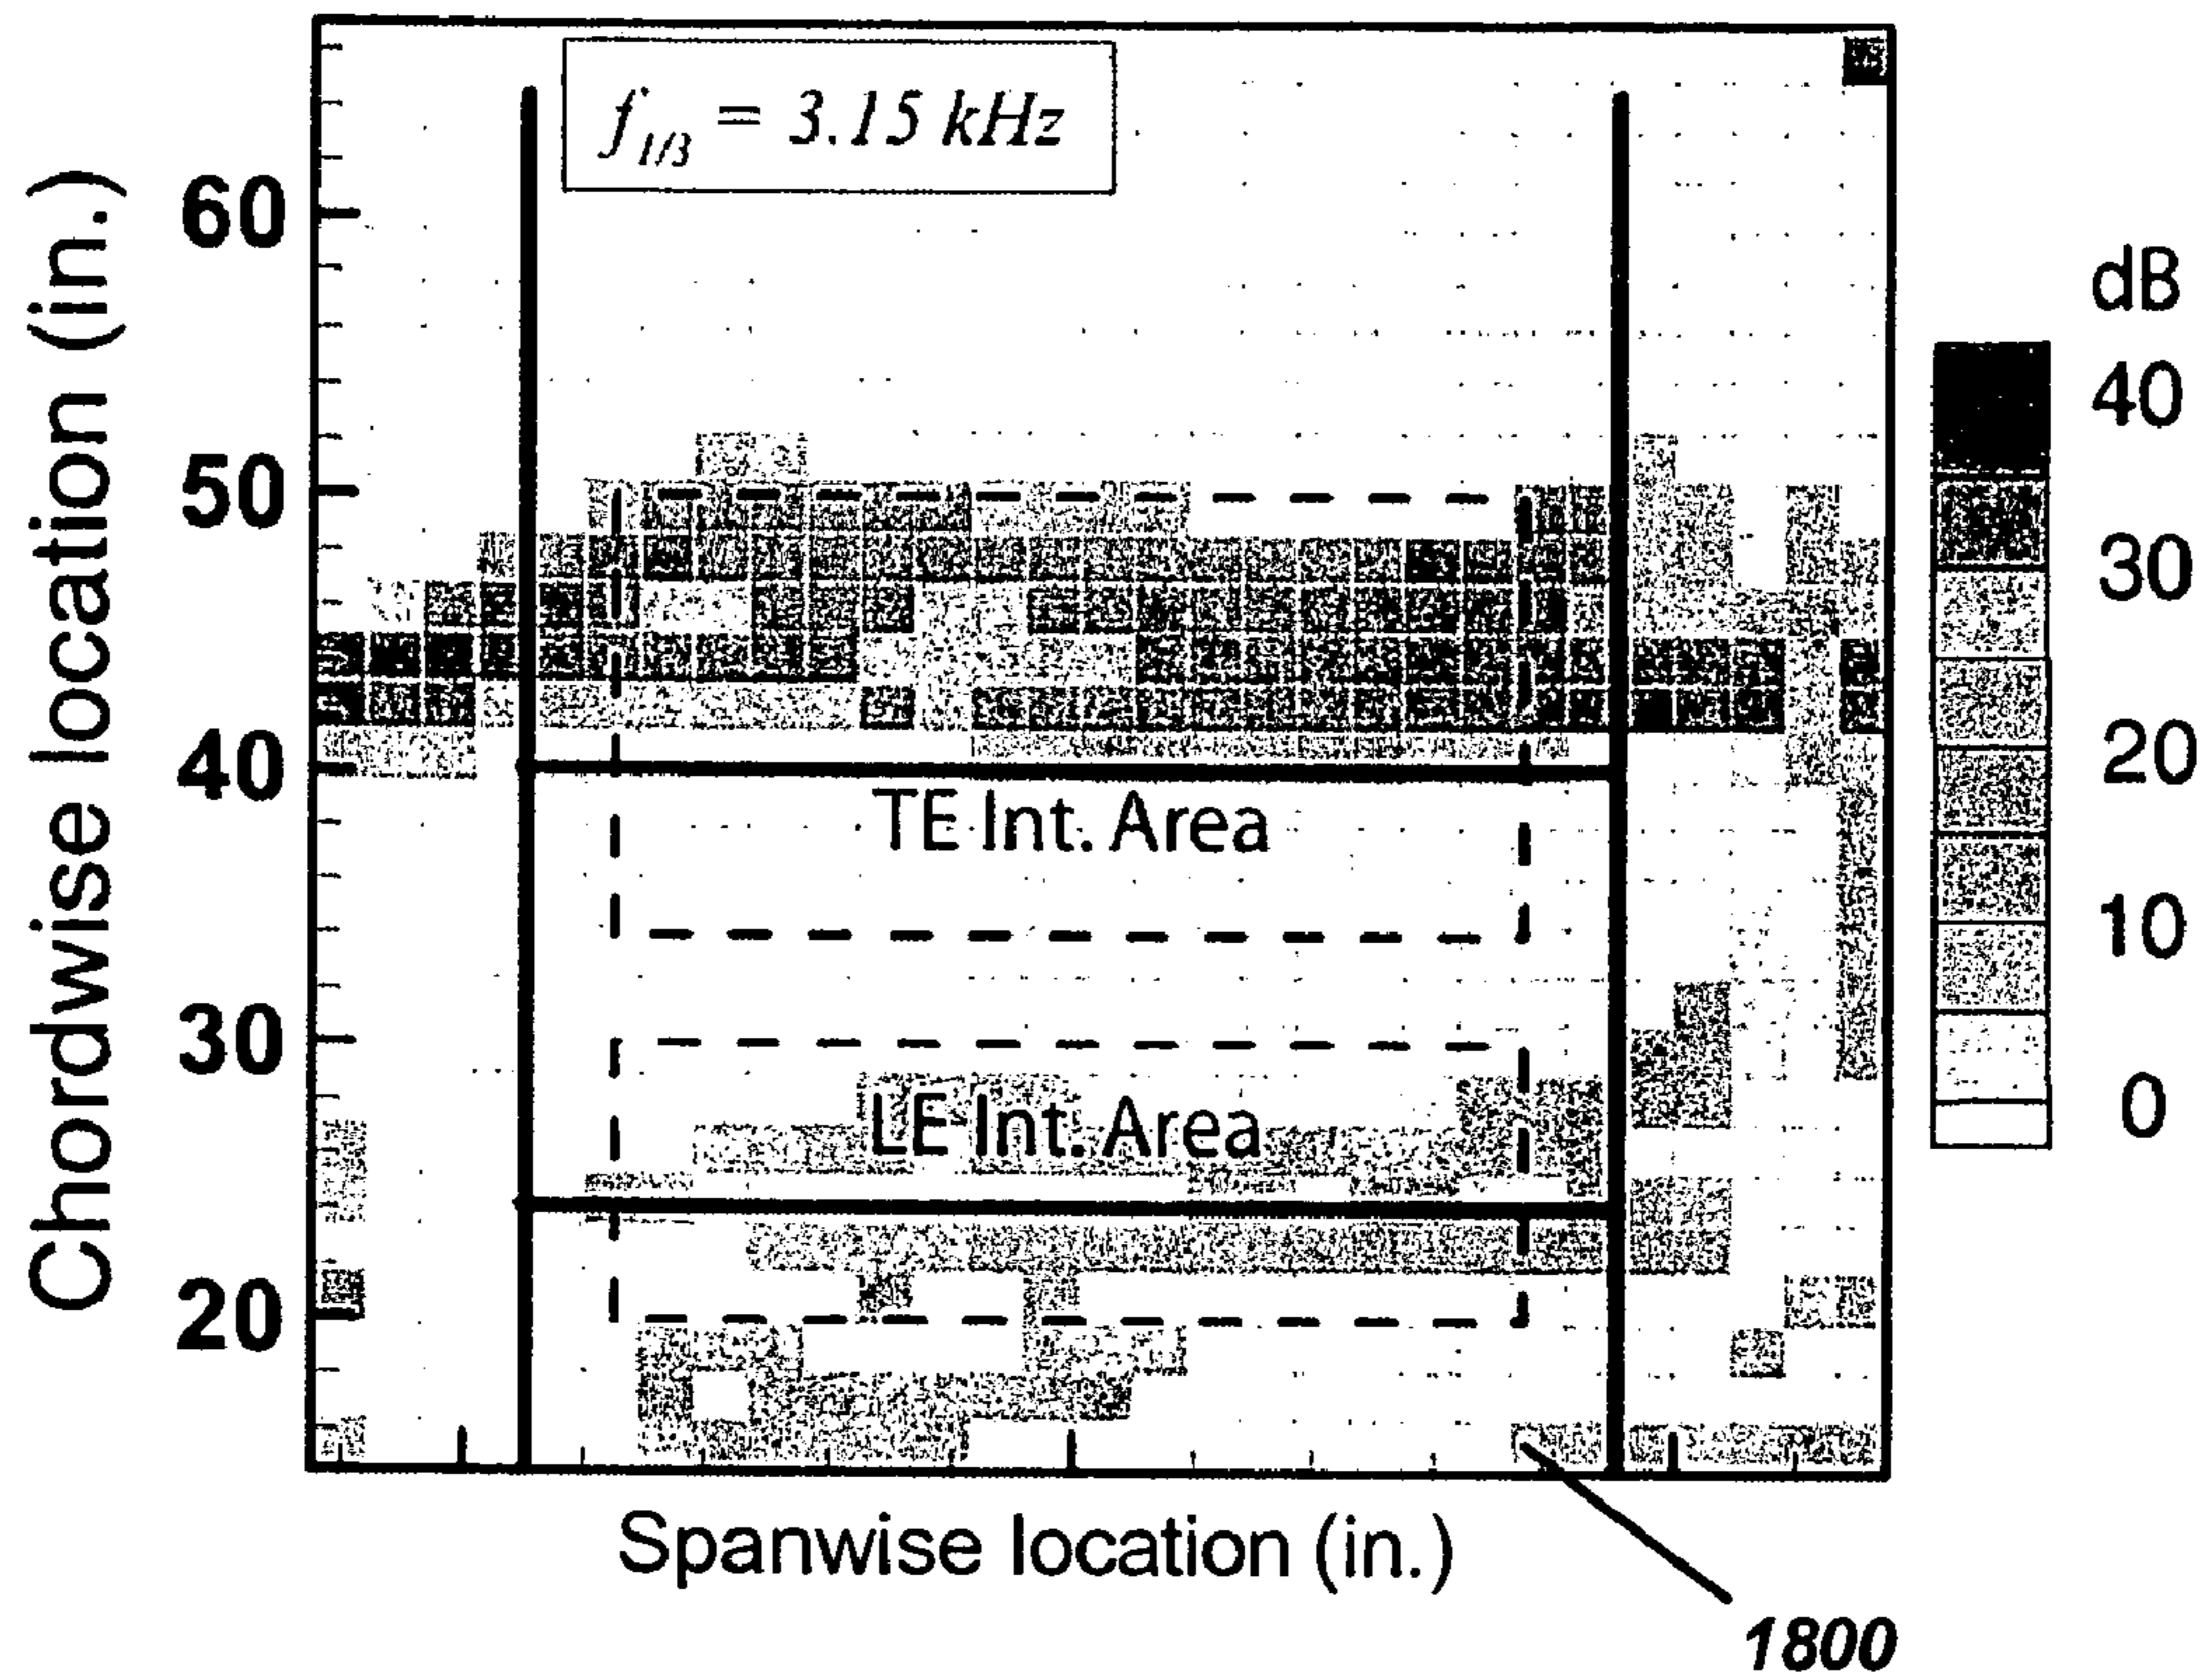 f1/3 = 3.15 kHz
Chordwise location (in.)
60
50
40
30
20
TE Int. Area
LE Int. Area
dB
40
30
20
10
0
Spanwise location (in.)
1800